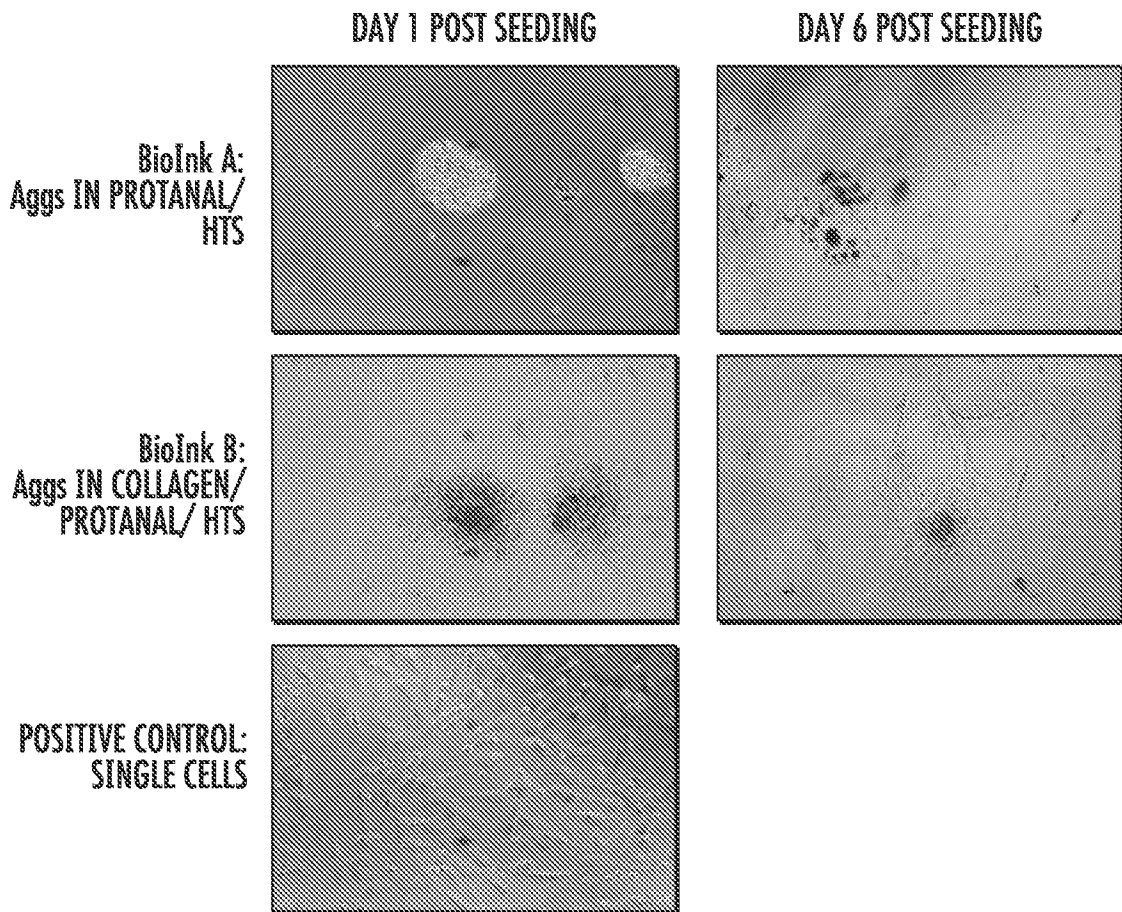 DAY 1 POST SEEDING
DAY 6 POST SEEDING
BioInk A:
Aggs IN PROTANAL/
HTS
BioInk B:
Aggs IN COLLAGEN/
PROTANAL/ HTS
POSITIVE CONTROL:
SINGLE CELLS